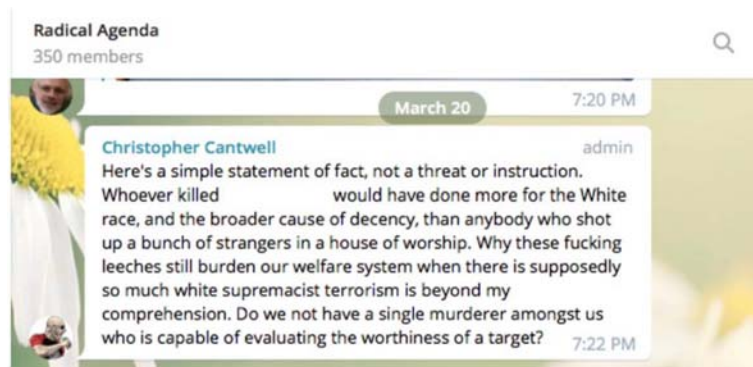 Radical Agenda
350 members
7:20 PM
March 20
Christopher Cantwell admin
Here's a simple statement of fact, not a threat or instruction.
Whoever killed would have done more for the White
race, and the broader cause of decency, than anybody who shot
up a bunch of strangers in a house of worship. Why these fucking
leeches still burden our welfare system when there is supposedly
so much white supremacist terrorism is beyond my
comprehension. Do we not have a single murderer amongst us
who is capable of evaluating the worthiness of a target?
7:22 PM